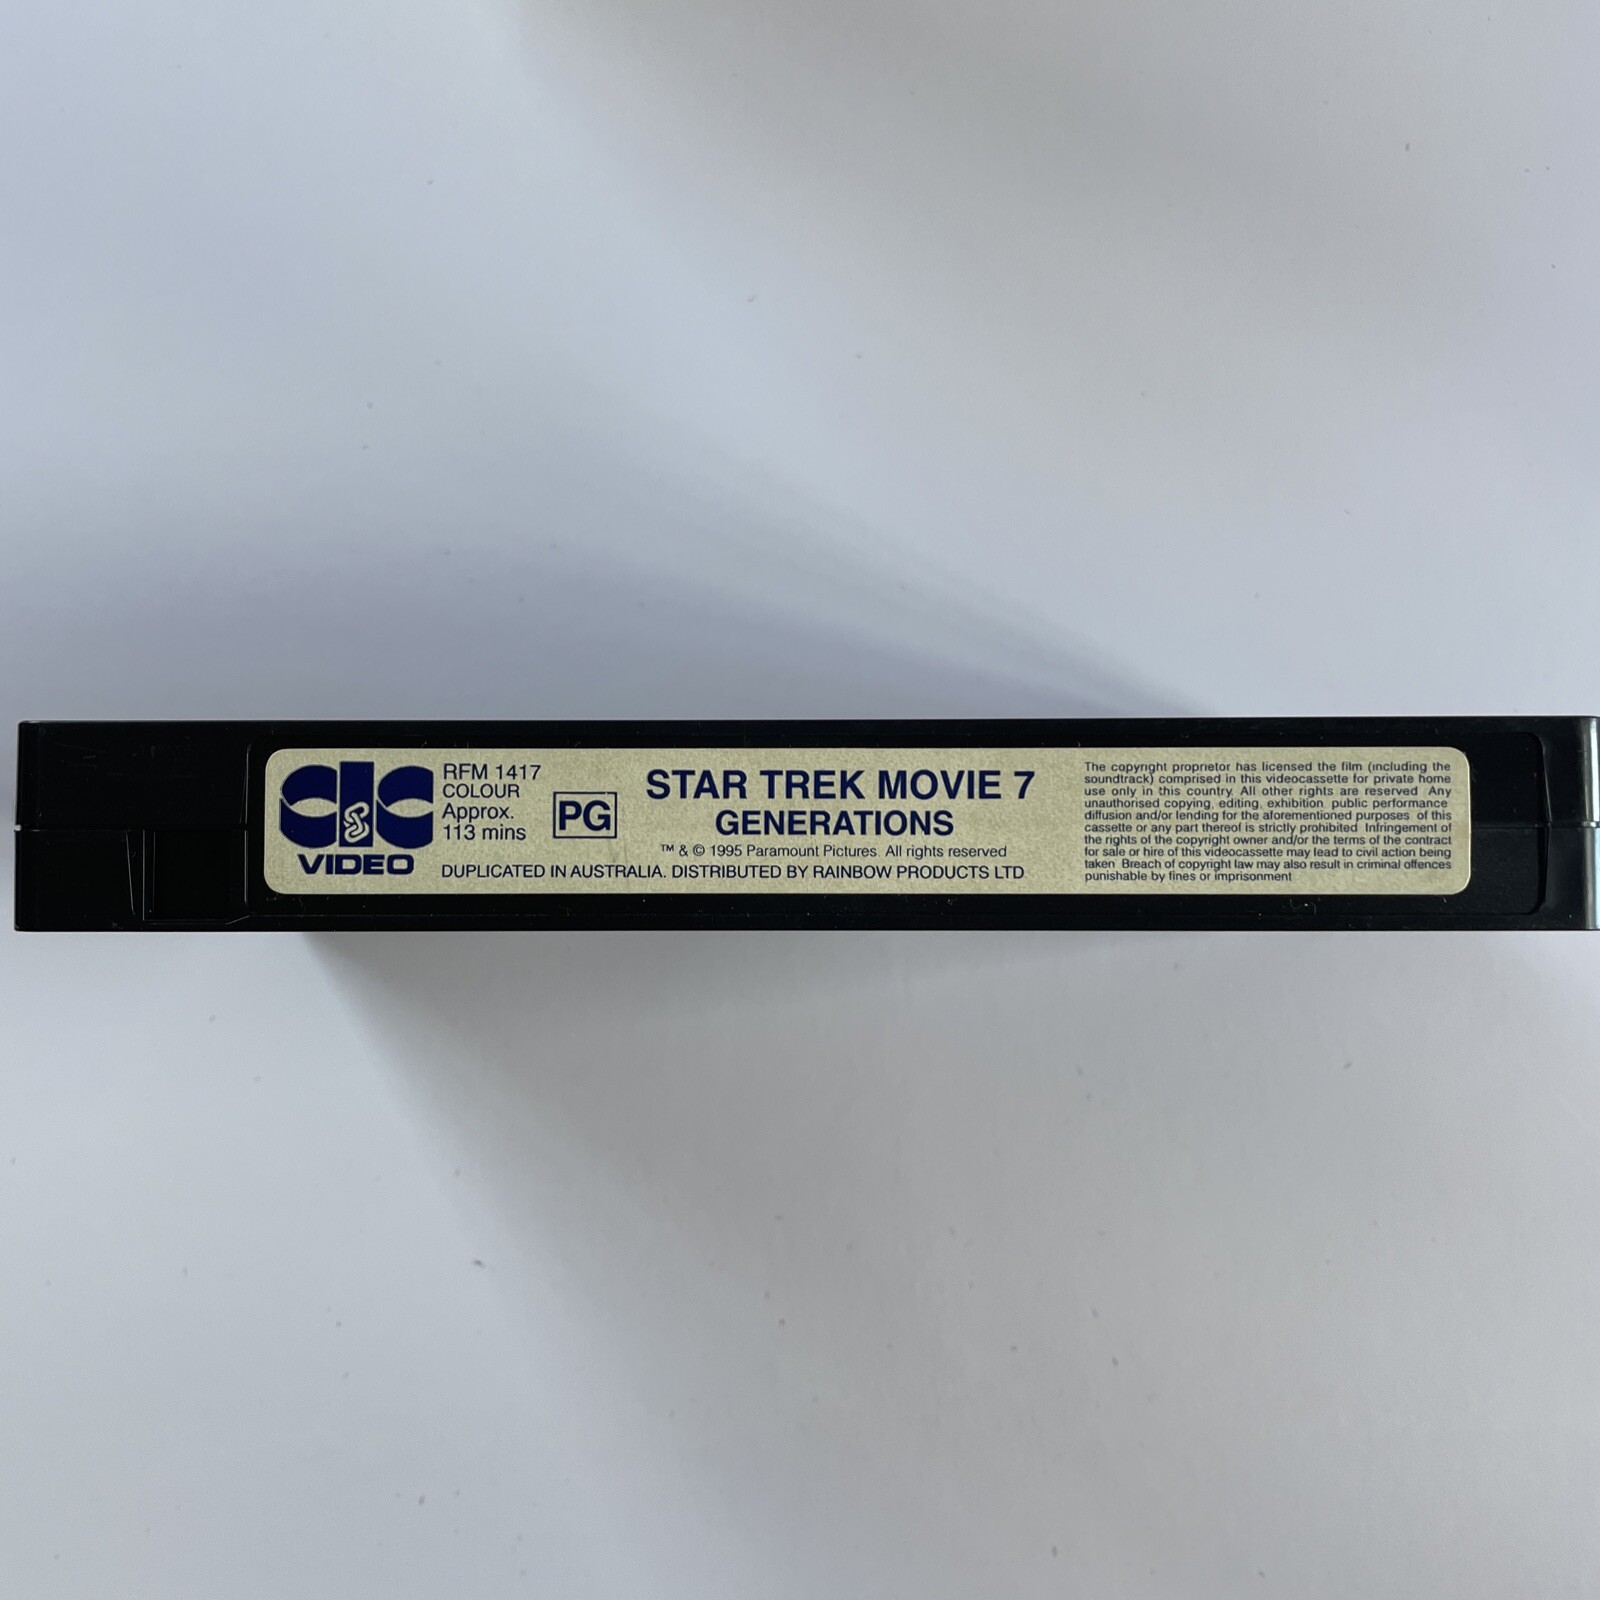 CIC
VIDEO
RFM 1417
COLOUR
Approx.
113 mins
PG
STAR TREK MOVIE 7
GENERATIONS
™ & © 1995 Paramount Pictures. All rights reserved
DUPLICATED IN AUSTRALIA. DISTRIBUTED BY RAINBOW PRODUCTS LTD
The copyright proprietor has licensed the film (including the
soundtrack) comprised in this videocassette for private home
use only in this country. All other rights are reserved. Any
unauthorised copying, editing, exhibition, public performance,
diffusion and/or lending for the aforementioned purposes, of this
cassette or any part thereof is strictly prohibited. Infringement of
the rights of the copyright owner and/or the terms of the contract
for sale or hire of this videocassette may lead to civil action being
taken. Breach of copyright law may also result in criminal offences
punishable by fines or imprisonment.